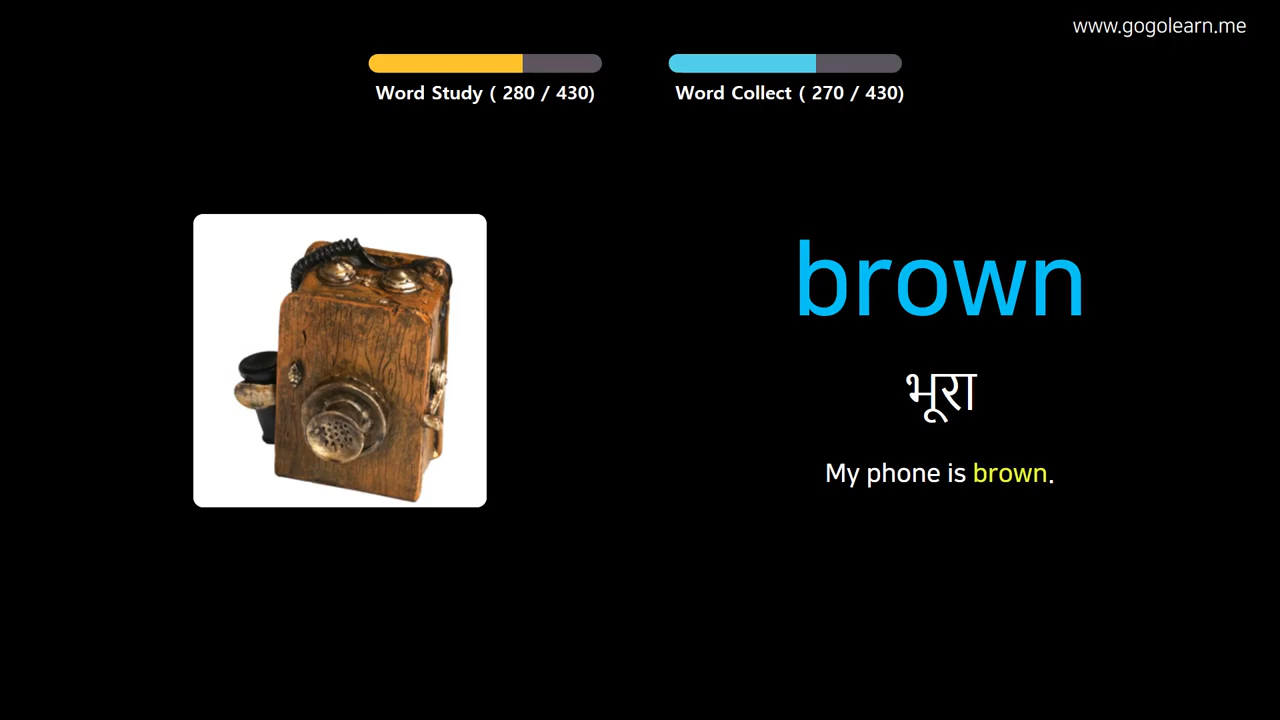 www.gogolearn.me
Word Study ( 280 / 430)
Word Collect ( 270 / 430)
brown
भूरा
My phone is brown.